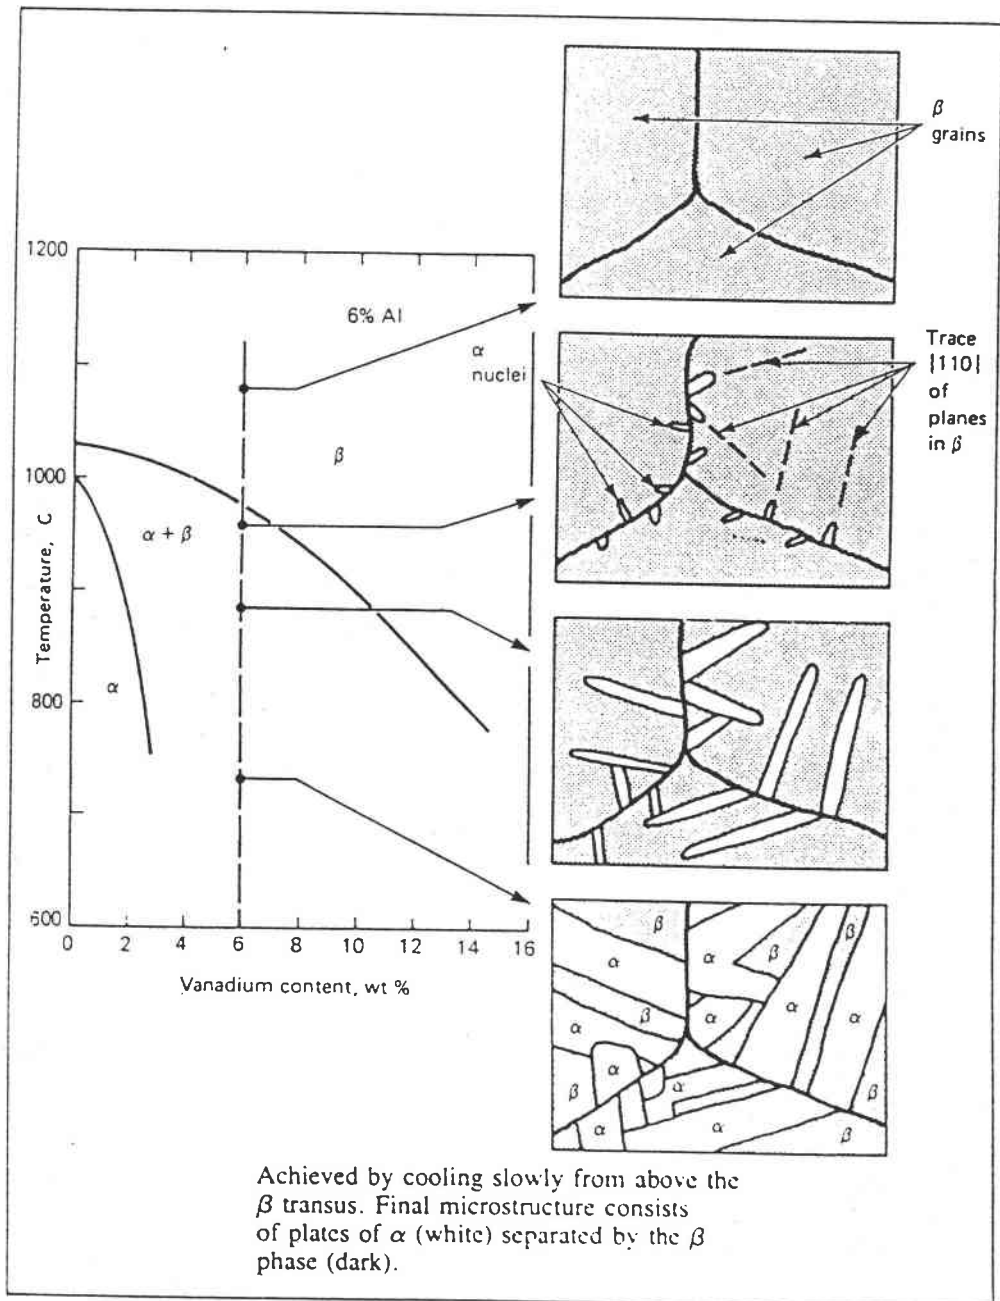 β
grains
1200
6% Al
α
nuclei
Trace
{110}
of
planes
in β
β
1000
α + β
Temperature, C
α
800
600
0 2 4 6 8 10 12 14 16
Vanadium content, wt %
β
α
β
β
α
α
α
β
α
α
α
α
β
β
α
α
β
Achieved by cooling slowly from above the
β transus. Final microstructure consists
of plates of α (white) separated by the β
phase (dark).